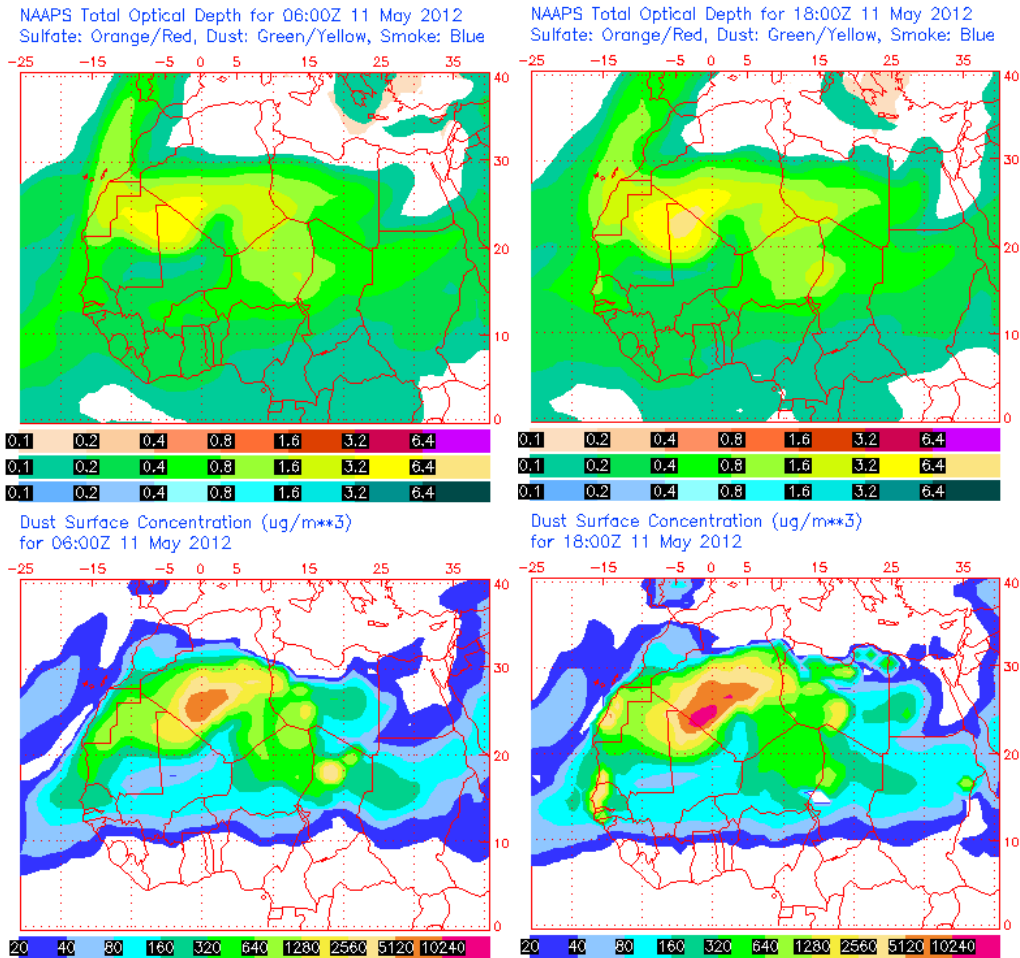 NAAPS Total Optical Depth for 06:00Z 11 May 2012
Sulfate: Orange/Red, Dust: Green/Yellow, Smoke: Blue
-25 -15 -5 0 5 15 25 35
40
30
20
10
0
0.1 0.2 0.4 0.8 1.6 3.2 6.4
0.1 0.2 0.4 0.8 1.6 3.2 6.4
0.1 0.2 0.4 0.8 1.6 3.2 6.4
NAAPS Total Optical Depth for 18:00Z 11 May 2012
Sulfate: Orange/Red, Dust: Green/Yellow, Smoke: Blue
-25 -15 -5 0 5 15 25 35
40
30
20
10
0
0.1 0.2 0.4 0.8 1.6 3.2 6.4
0.1 0.2 0.4 0.8 1.6 3.2 6.4
0.1 0.2 0.4 0.8 1.6 3.2 6.4
Dust Surface Concentration (ug/m**3)
for 06:00Z 11 May 2012
-25 -15 -5 0 5 15 25 35
40
30
20
10
0
20 40 80 160 320 640 1280 2560 5120 10240
Dust Surface Concentration (ug/m**3)
for 18:00Z 11 May 2012
-25 -15 -5 0 5 15 25 35
40
30
20
10
0
20 40 80 160 320 640 1280 2560 5120 10240